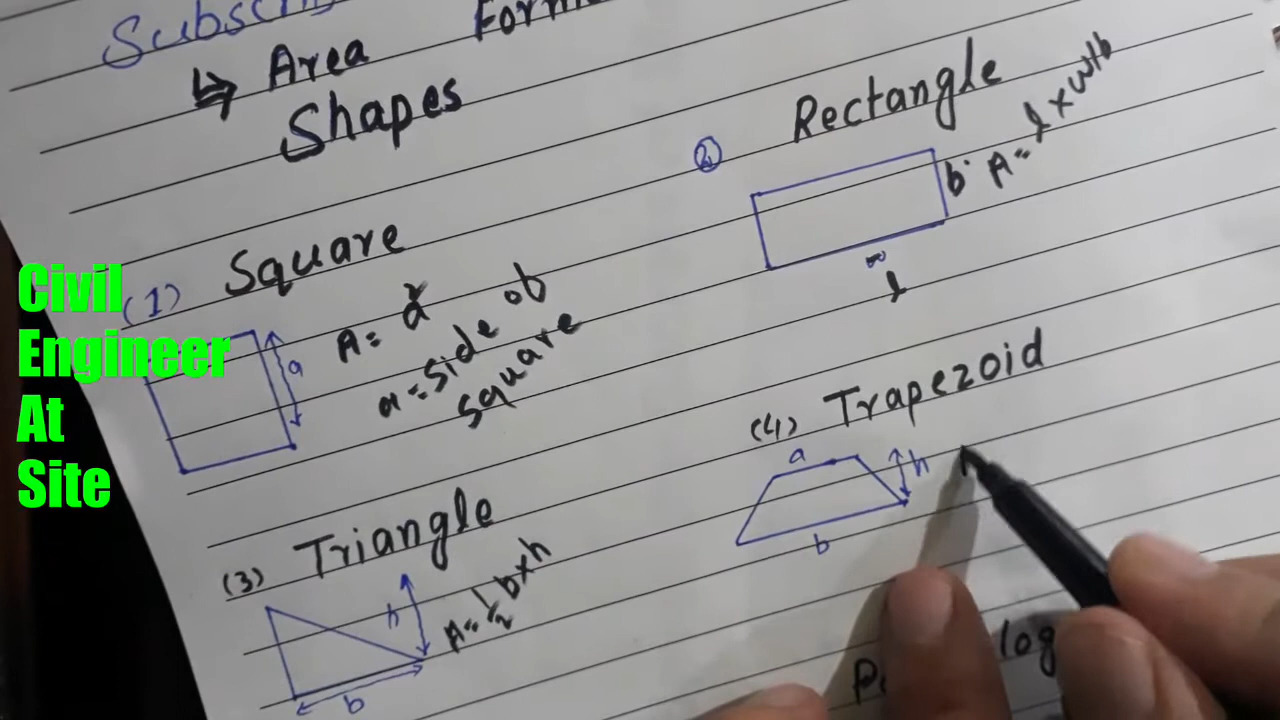 Area
Shapes
(1) Square
a
A = a²
a = side of
square
② Rectangle
b
l
(3) Triangle
h
b
A = 1/2 b×h
(4) Trapezoid
a
h
b
Civil
Engineer
At
Site